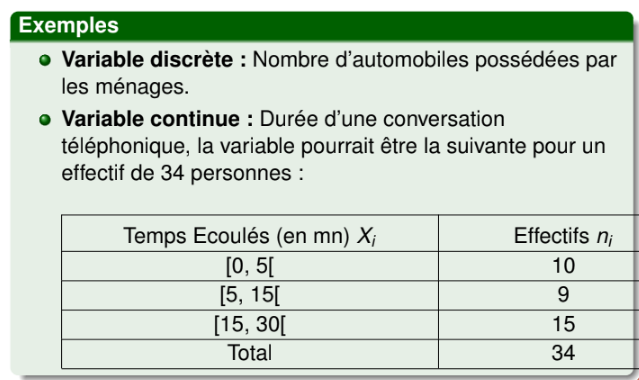 Exemples
Variable discrète : Nombre d'automobiles possédées par
les ménages.
Variable continue : Durée d'une conversation
téléphonique, la variable pourrait être la suivante pour un
effectif de 34 personnes :
Temps Ecoulés (en mn) Xi Effectifs ni
[0, 5[ 10
[5, 15[ 9
[15, 30[ 15
Total 34